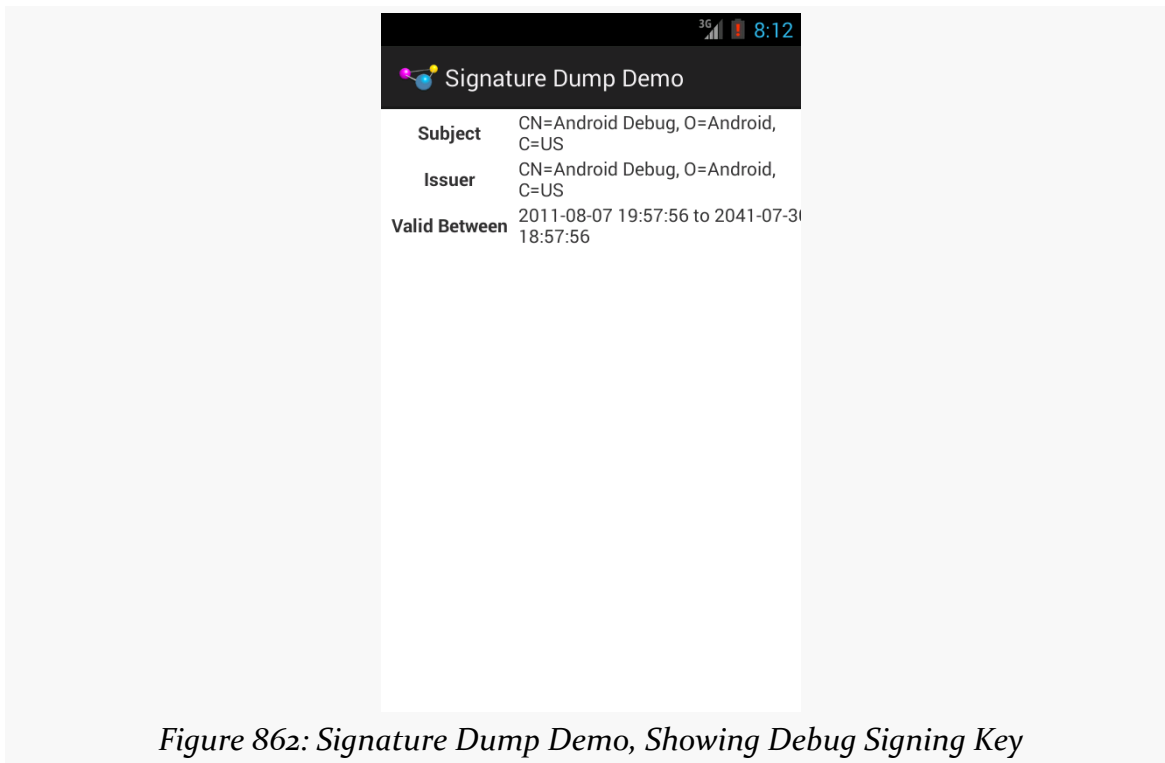 3G 8:12
Signature Dump Demo
Subject CN=Android Debug, O=Android,
C=US
Issuer CN=Android Debug, O=Android,
C=US
Valid Between 2011-08-07 19:57:56 to 2041-07-30
18:57:56
Figure 862: Signature Dump Demo, Showing Debug Signing Key